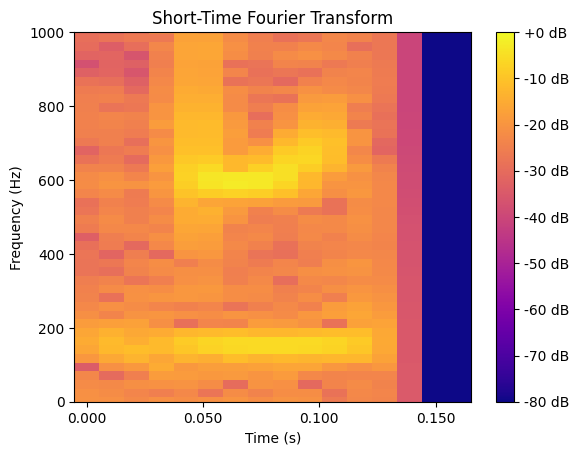 Short-Time Fourier Transform
1000
800
600
400
200
0
Frequency (Hz)
0.000
0.050
0.100
0.150
Time (s)
+0 dB
-10 dB
-20 dB
-30 dB
-40 dB
-50 dB
-60 dB
-70 dB
-80 dB